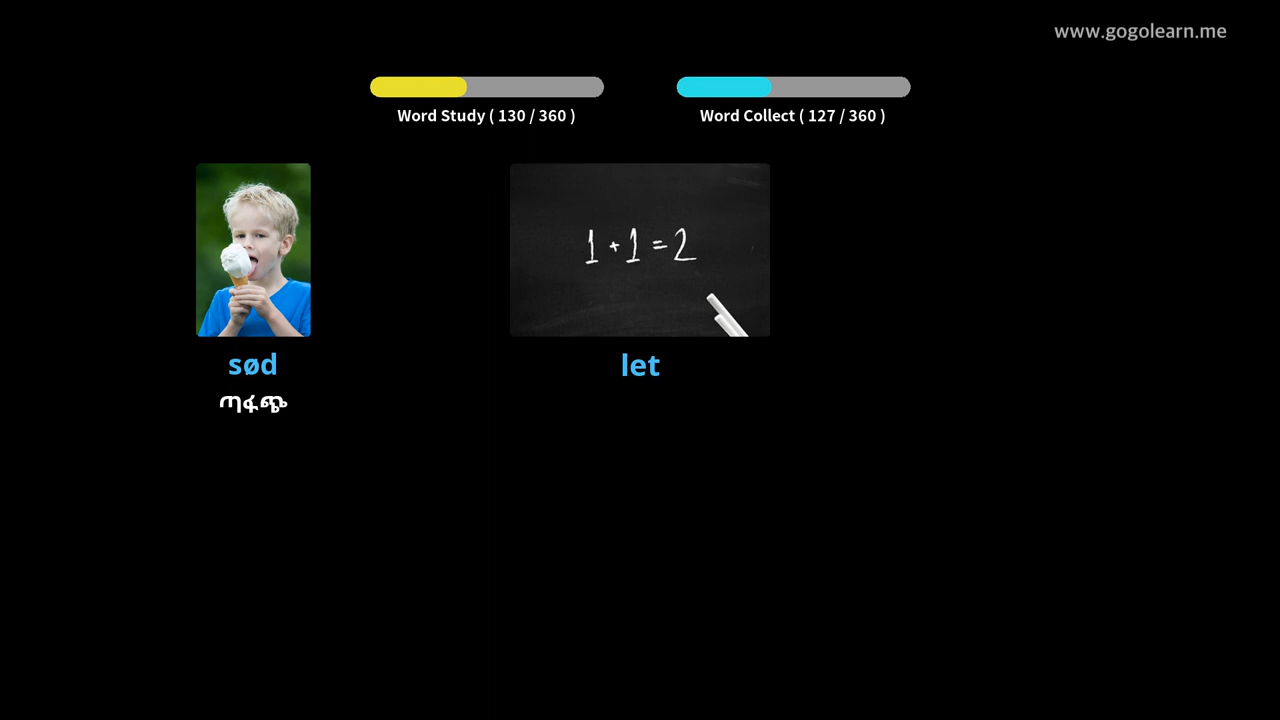 www.gogolearn.me
Word Study ( 130 / 360 )
Word Collect ( 127 / 360 )
1 + 1 = 2
sød
let
ጣፋጭ